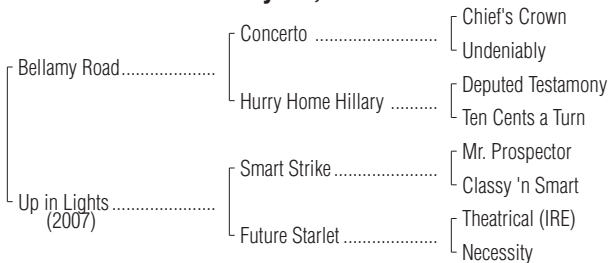 Chief's Crown
Concerto ....................
Undeniably
Bellamy Road...................
Deputed Testamony
Hurry Home Hillary ..........
Ten Cents a Turn
Mr. Prospector
Smart Strike.....................
Classy 'n Smart
Up in Lights.....................
(2007)
Theatrical (IRE)
Future Starlet ...................
Necessity